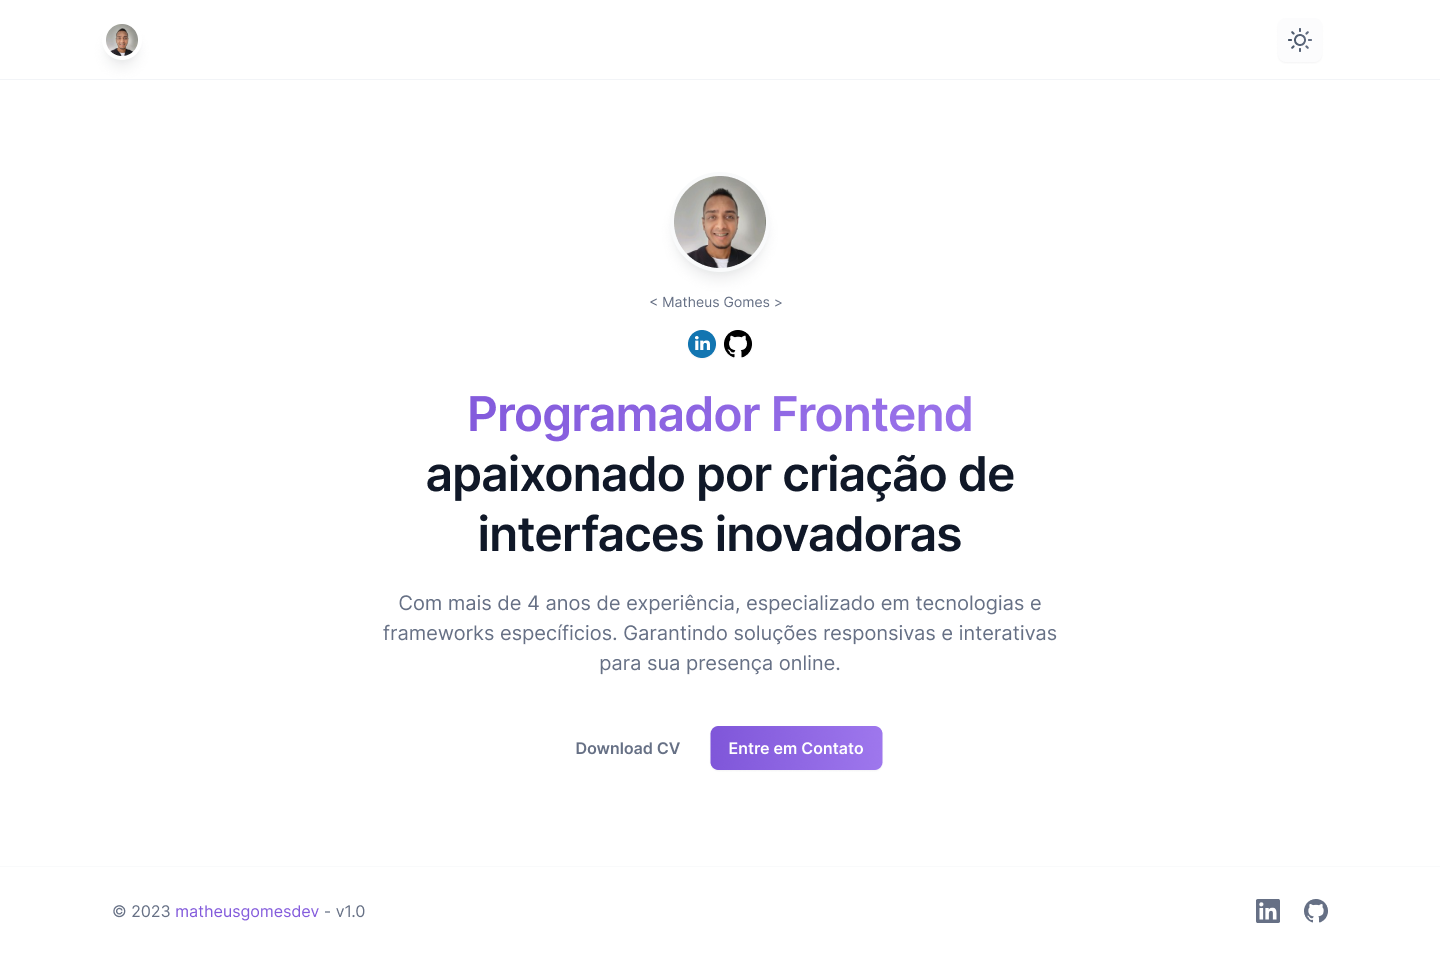 < Matheus Gomes >
in
Programador Frontend
apaixonado por criação de
interfaces inovadoras
Com mais de 4 anos de experiência, especializado em tecnologias e
frameworks específicios. Garantindo soluções responsivas e interativas
para sua presença online.
Download CV
Entre em Contato
© 2023 matheusgomesdev - v1.0
in